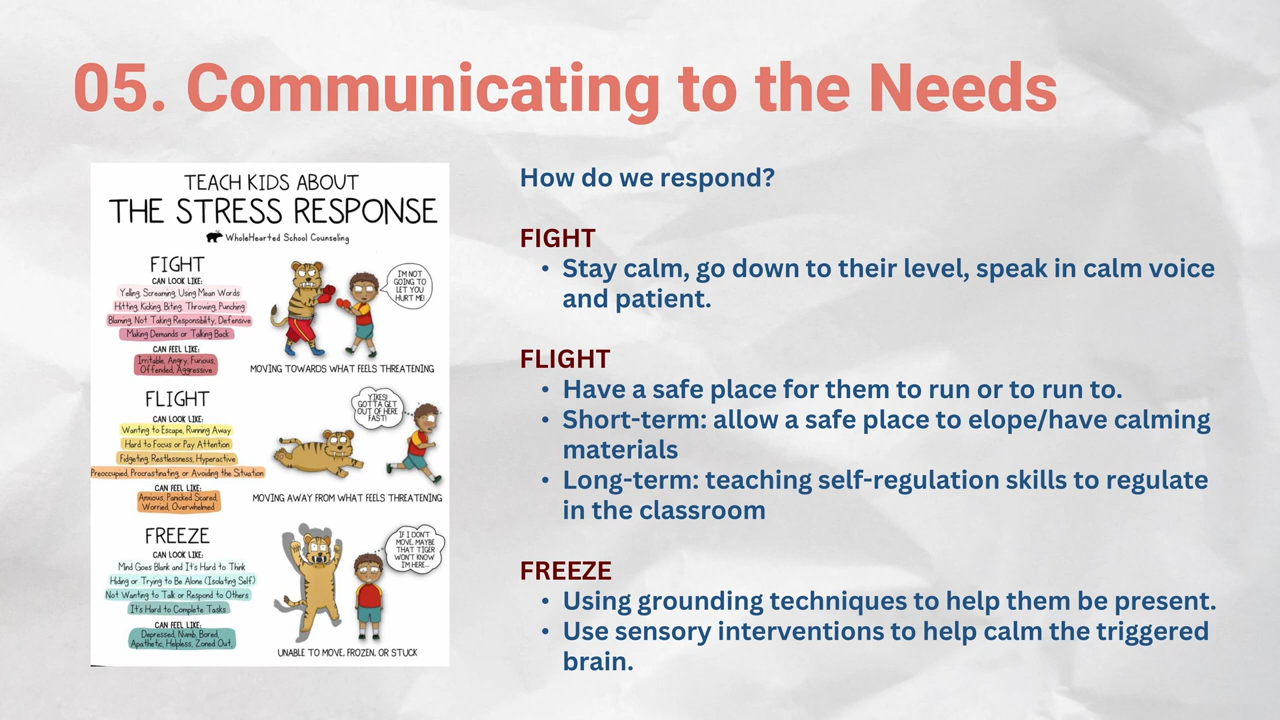 05. Communicating to the Needs
TEACH KIDS ABOUT
THE STRESS RESPONSE
WholeHearted School Counseling
FIGHT
CAN LOOK LIKE:
Yelling, Screaming, Using Mean Words
Hitting, Kicking, Biting, Throwing, Punching
Blaming, Not Taking Responsibility, Defensive
Making Demands or Talking Back
CAN FEEL LIKE:
Irritable, Angry, Furious,
Offended, Aggressive
I'M NOT
GOING TO
LET YOU
HURT ME!
MOVING TOWARDS WHAT FEELS THREATENING
FLIGHT
CAN LOOK LIKE:
Wanting to Escape, Running Away
Hard to Focus or Pay Attention
Fidgeting, Restlessness, Hyperactive
Preoccupied, Procrastinating, or Avoiding the Situation
CAN FEEL LIKE:
Anxious, Panicked Scared,
Worried, Overwhelmed
YIKES!
GOTTA GET
OUT OF HERE
FAST!
MOVING AWAY FROM WHAT FEELS THREATENING
FREEZE
CAN LOOK LIKE:
Mind Goes Blank and It's Hard to Think
Hiding or Trying to Be Alone (Isolating Self)
Not Wanting to Talk or Respond to Others
It's Hard to Complete Tasks
CAN FEEL LIKE:
Depressed, Numb, Bored,
Apathetic, Helpless, Zoned Out,
IF I DON'T
MOVE, MAYBE
THAT TIGER
WON'T KNOW
I'M HERE...
UNABLE TO MOVE, FROZEN, OR STUCK
How do we respond?
FIGHT
• Stay calm, go down to their level, speak in calm voice
and patient.
FLIGHT
• Have a safe place for them to run or to run to.
• Short-term: allow a safe place to elope/have calming
materials
• Long-term: teaching self-regulation skills to regulate
in the classroom
FREEZE
• Using grounding techniques to help them be present.
• Use sensory interventions to help calm the triggered
brain.